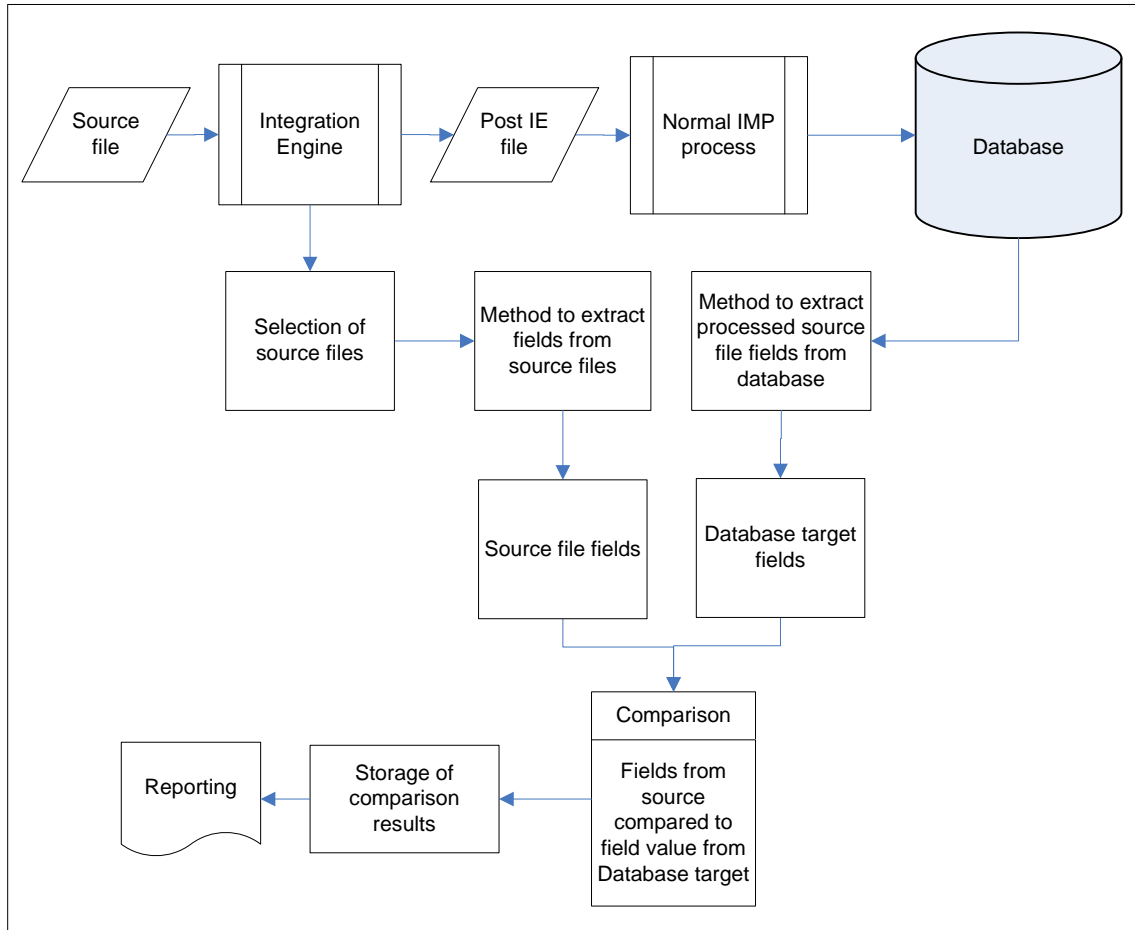 Source
file
Integration
Engine
Post IE
file
Normal IMP
process
Database
Selection of
source files
Method to extract
fields from
source files
Method to extract
processed source
file fields from
database
Source file fields
Database target
fields
Comparison
Fields from
source
compared to
field value from
Database target
Storage of
comparison
results
Reporting